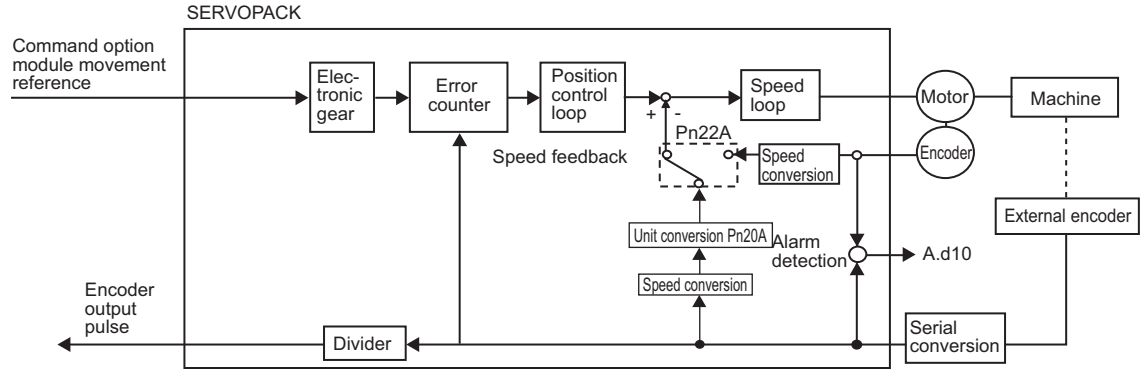 SERVOPACK
Command option
module movement
reference
Elec-
tronic
gear
Error
counter
Position
control
loop
+ -
Speed
loop
Motor
Machine
Pn22A
Speed feedback
Speed
conversion
Encoder
External encoder
Unit conversion Pn20A
Alarm
detection
A.d10
Speed conversion
Encoder
output
pulse
Divider
Serial
conversion